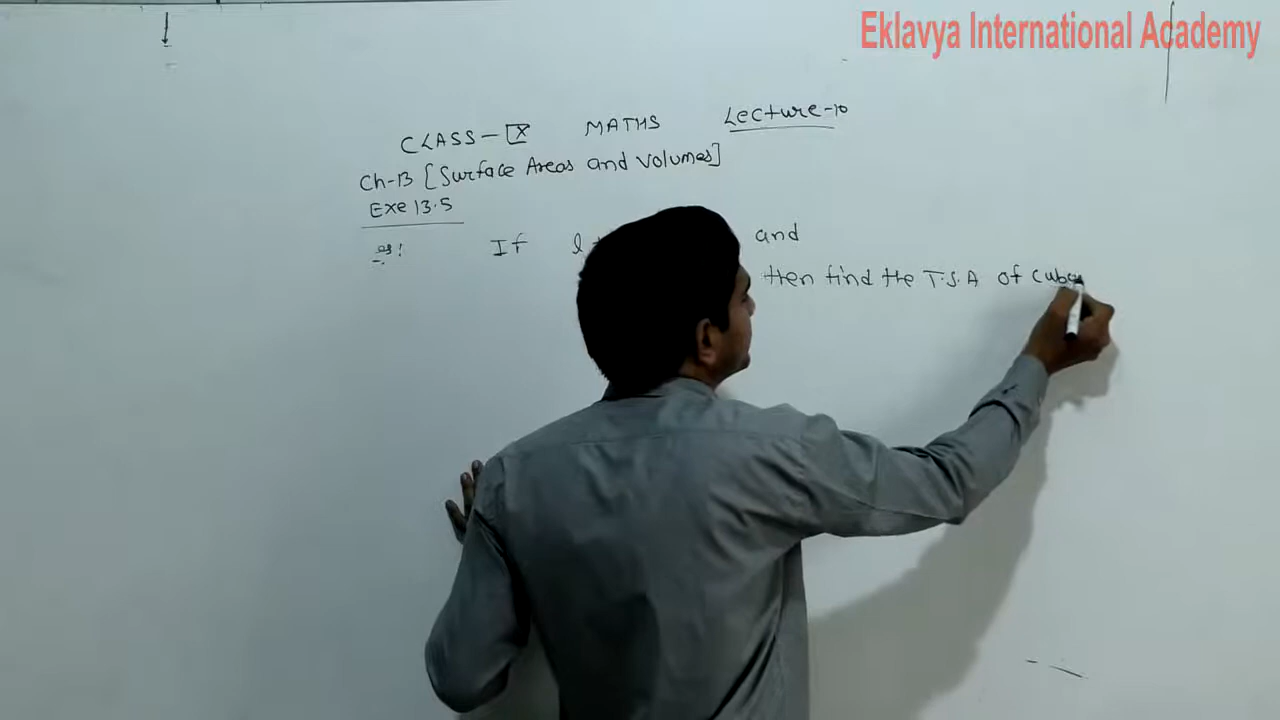 Eklavya International Academy
CLASS - IX MATHS Lecture-10
Ch-13 [Surface Areas and Volumes]
Exe 13.5
If l and
then find the T.S.A of